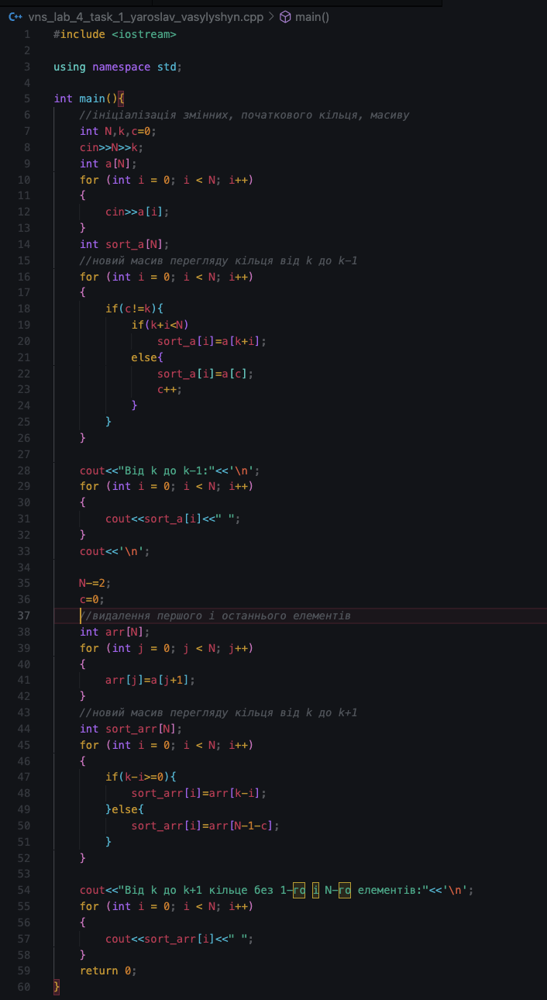 vns_lab_4_task_1_yaroslav_vasylyshyn.cpp > main()
1 #include <iostream>
2
3 using namespace std;
4
5 int main(){
6 //ініціалізація змінних, початкового кільця, масиву
7 int N,k,c=0;
8 cin>>N>>k;
9 int a[N];
10 for (int i = 0; i < N; i++)
11 {
12 cin>>a[i];
13 }
14 int sort_a[N];
15 //новий масив перегляду кільця від k до k-1
16 for (int i = 0; i < N; i++)
17 {
18 if(c!=k){
19 if(k+i<N)
20 sort_a[i]=a[k+i];
21 else{
22 sort_a[i]=a[c];
23 c++;
24 }
25 }
26 }
27
28 cout<<"Від k до k-1:"<<'\n';
29 for (int i = 0; i < N; i++)
30 {
31 cout<<sort_a[i]<<" ";
32 }
33 cout<<'\n';
34
35 N-=2;
36 c=0;
37 //видалення першого і останнього елементів
38 int arr[N];
39 for (int j = 0; j < N; j++)
40 {
41 arr[j]=a[j+1];
42 }
43 //новий масив перегляду кільця від k до k+1
44 int sort_arr[N];
45 for (int i = 0; i < N; i++)
46 {
47 if(k-i>=0){
48 sort_arr[i]=arr[k-i];
49 }else{
50 sort_arr[i]=arr[N-1-c];
51 }
52 }
53
54 cout<<"Від k до k+1 кільце без 1-го і N-го елементів:"<<'\n';
55 for (int i = 0; i < N; i++)
56 {
57 cout<<sort_arr[i]<<" ";
58 }
59 return 0;
60 }